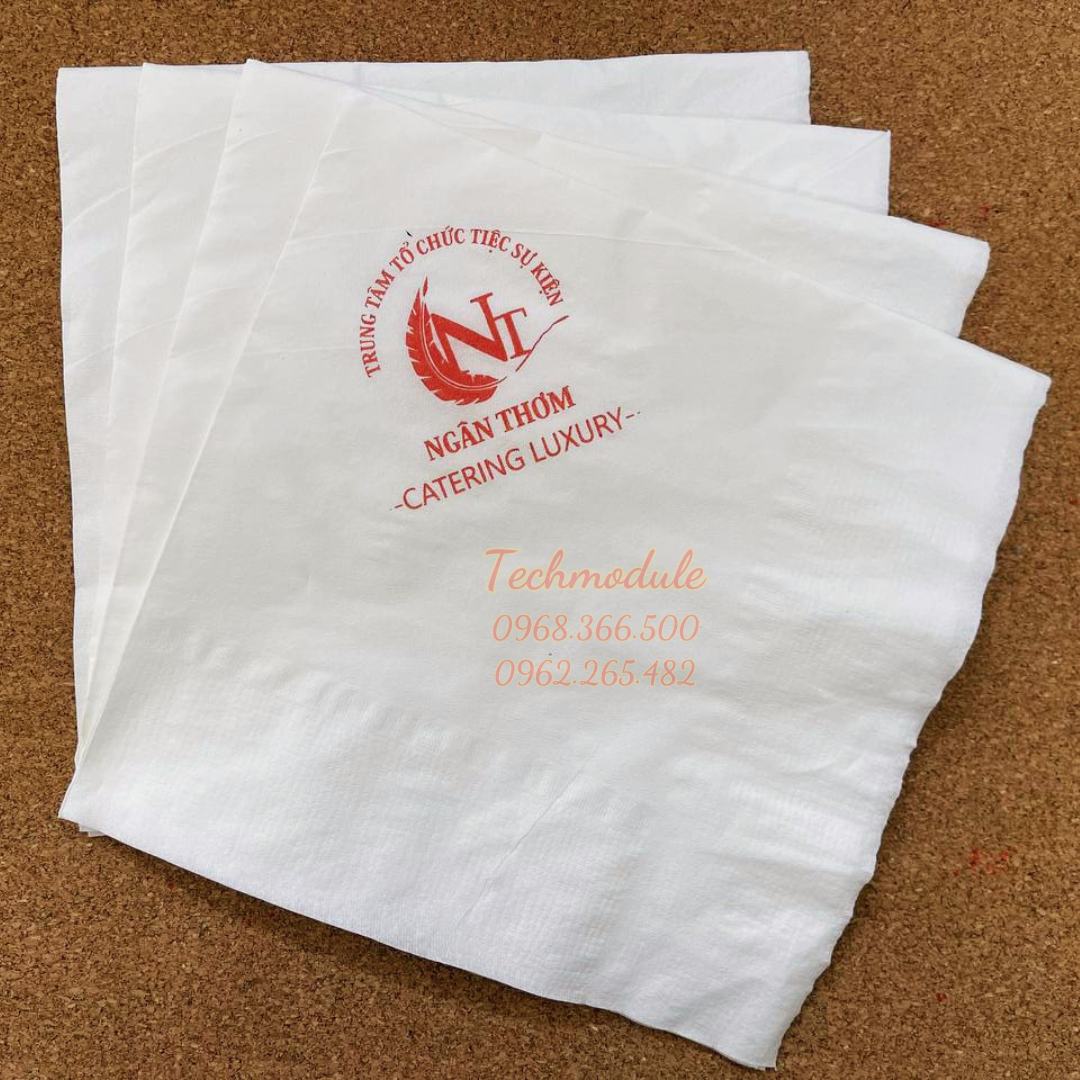 TRUNG TÂM TỔ CHỨC TIỆC SỰ KIỆN
NT
NGÂN THƠM
-CATERING LUXURY-
Techmodule
0968.366.500
0962.265.482